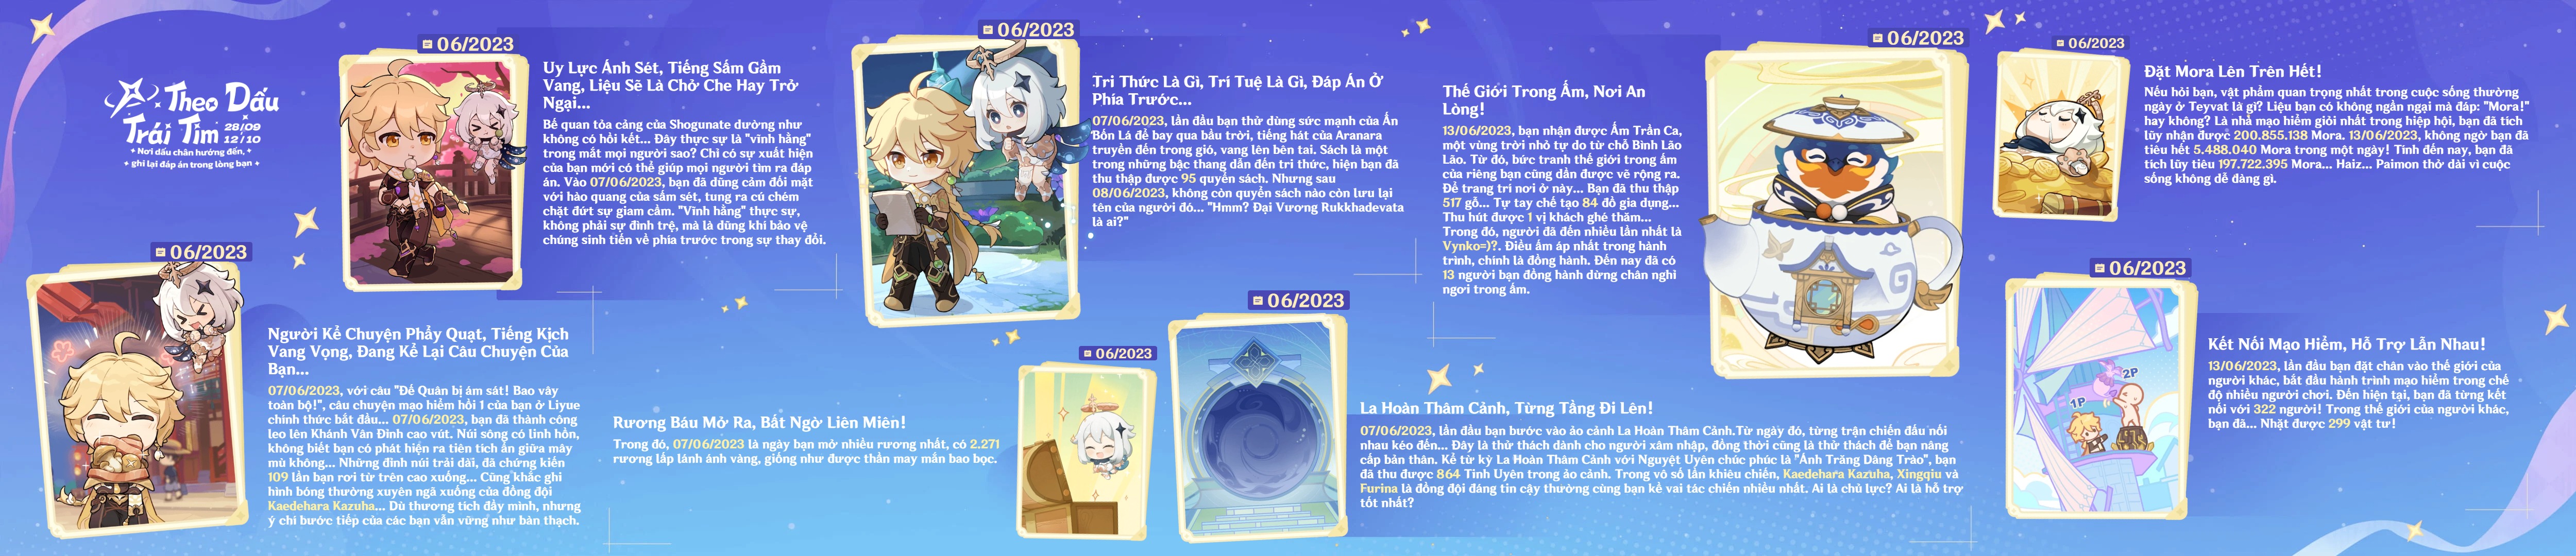 Theo Dấu
Trái Tim
28/09
12/10
Nơi dấu chân hướng đến,
ghi lại đáp án trong lòng bạn
06/2023
Người Kể Chuyện Phẩy Quạt, Tiếng Kịch
Vang Vọng, Đang Kể Lại Câu Chuyện Của
Bạn...
07/06/2023, với câu "Đế Quân bị ám sát! Bao vây
toàn bộ!", câu chuyện mạo hiểm hồi 1 của bạn ở Liyue
chính thức bắt đầu... 07/06/2023, bạn đã thành công
leo lên Khánh Vân Đỉnh cao vút. Núi sông có linh hồn,
không biết bạn có phát hiện ra tiên tích ẩn giữa mây
mù không... Những đỉnh núi trải dài, đã chứng kiến
109 lần bạn rơi từ trên cao xuống... Cũng khắc ghi
hình bóng thường xuyên ngã xuống của đồng đội
Kaedehara Kazuha... Dù thương tích đầy mình, nhưng
ý chí bước tiếp của các bạn vẫn vững như bàn thạch.
06/2023
Uy Lực Ánh Sét, Tiếng Sấm Gầm
Vang, Liệu Sẽ Là Chở Che Hay Trở
Ngại...
Bế quan tỏa cảng của Shogunate dường như
không có hồi kết... Đây thực sự là "vĩnh hằng"
trong mắt mọi người sao? Chỉ có sự xuất hiện
của bạn mới có thể giúp mọi người tìm ra đáp
án. Vào 07/06/2023, bạn đã dũng cảm đối mặt
với hào quang của sấm sét, tung ra cú chém
chặt đứt sự giam cầm. "Vĩnh hằng" thực sự,
không phải sự đình trệ, mà là dũng khí bảo vệ
chúng sinh tiến về phía trước trong sự thay đổi.
06/2023
Rương Báu Mở Ra, Bất Ngờ Liên Miên!
Trong đó, 07/06/2023 là ngày bạn mở nhiều rương nhất, có 2.271
rương lấp lánh ánh vàng, giống như được thần may mắn bao bọc.
06/2023
Tri Thức Là Gì, Trí Tuệ Là Gì, Đáp Án Ở
Phía Trước...
07/06/2023, lần đầu bạn thử dùng sức mạnh của Ấn
Bốn Lá để bay qua bầu trời, tiếng hát của Aranara
truyền đến trong gió, vang lên bên tai. Sách là một
trong những bậc thang dẫn đến tri thức, hiện bạn đã
thu thập được 95 quyển sách. Nhưng sau
08/06/2023, không còn quyển sách nào còn lưu lại
tên của người đó... "Hmm? Đại Vương Rukkhadevata
là ai?"
06/2023
La Hoàn Thâm Cảnh, Từng Tầng Đi Lên!
07/06/2023, lần đầu bạn bước vào ảo cảnh La Hoàn Thâm Cảnh.Từ ngày đó, từng trận chiến đấu nối
nhau kéo đến... Đây là thử thách dành cho người xâm nhập, đồng thời cũng là thử thách để bạn nâng
cấp bản thân. Kể từ kỳ La Hoàn Thâm Cảnh với Nguyệt Uyên chúc phúc là "Ánh Trăng Dâng Trào", bạn
đã thu được 864 Tinh Uyên trong ảo cảnh. Trong vô số lần khiêu chiến, Kaedehara Kazuha, Xingqiu và
Furina là đồng đội đáng tin cậy thường cùng bạn kề vai tác chiến nhiều nhất. Ai là chủ lực? Ai là hỗ trợ
tốt nhất?
06/2023
Thế Giới Trong Ấm, Nơi An
Lòng!
13/06/2023, bạn nhận được Ấm Trần Ca,
một vùng trời nhỏ tự do từ chỗ Bình Lão
Lão. Từ đó, bức tranh thế giới trong ấm
của riêng bạn cũng dần được vẽ rộng ra.
Để trang trí nơi ở này... Bạn đã thu thập
517 gỗ... Tự tay chế tạo 84 đồ gia dụng...
Thu hút được 1 vị khách ghé thăm...
Trong đó, người đã đến nhiều lần nhất là
Vynko=)?. Điều ấm áp nhất trong hành
trình, chính là đồng hành. Đến nay đã có
13 người bạn đồng hành dừng chân nghỉ
ngơi trong ấm.
06/2023
06/2023
Đặt Mora Lên Trên Hết!
Nếu hỏi bạn, vật phẩm quan trọng nhất trong cuộc sống thường
ngày ở Teyvat là gì? Liệu bạn có không ngần ngại mà đáp: "Mora!"
hay không? Là nhà mạo hiểm giỏi nhất trong hiệp hội, bạn đã tích
lũy nhận được 200.855.138 Mora. 13/06/2023, không ngờ bạn đã
tiêu hết 5.488.040 Mora trong một ngày! Tính đến nay, bạn đã
tích lũy tiêu 197.722.395 Mora... Haiz... Paimon thở dài vì cuộc
sống không dễ dàng gì.
06/2023
1P
2P
Kết Nối Mạo Hiểm, Hỗ Trợ Lẫn Nhau!
13/06/2023, lần đầu bạn đặt chân vào thế giới của
người khác, bắt đầu hành trình mạo hiểm trong chế
độ nhiều người chơi. Đến hiện tại, bạn đã từng kết
nối với 322 người! Trong thế giới của người khác,
bạn đã... Nhặt được 299 vật tư!